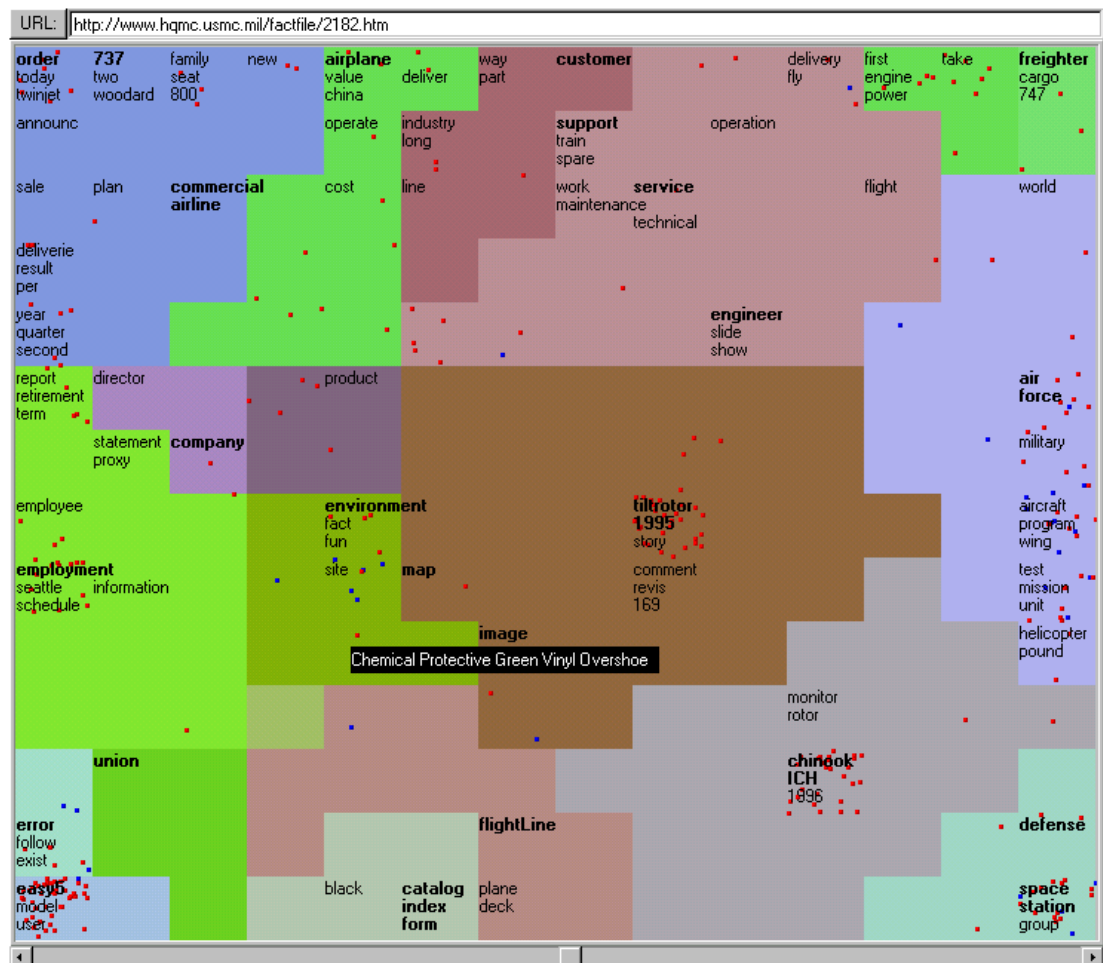 URL: http://www.hqmc.usmc.mil/factfile/2182.htm
order 737 family new airplane way customer delivery first take freighter
today two seat value deliver part fly engine cargo
twinjet woodard 800 china power 747
announc operate industry support operation
long train
spare
sale plan commercial cost line work service flight world
airline maintenance
technical
deliverie
result
per
year engineer
quarter slide
second show
report director product air
retirement force
term
statement company military
proxy
employee environment tiltrotor aircraft
fact 1995 program
fun story wing
employment site map comment test
seattle information revis mission
schedule 169 unit
image helicopter
pound
Chemical Protective Green Vinyl Overshoe
monitor
rotor
union chinook
ICH
1996
error flightLine defense
follow
exist
easy5 black catalog plane space
model index deck station
user form group